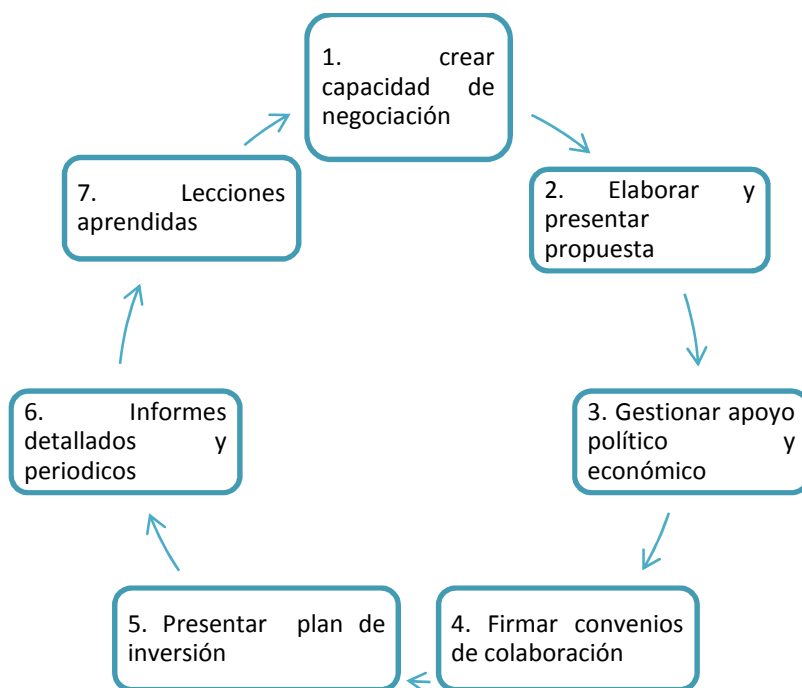 1. crear
capacidad de
negociación
2. Elaborar y
presentar
propuesta
3. Gestionar apoyo
político y
económico
4. Firmar convenios
de colaboración
5. Presentar plan de
inversión
6. Informes
detallados y
periodicos
7. Lecciones
aprendidas